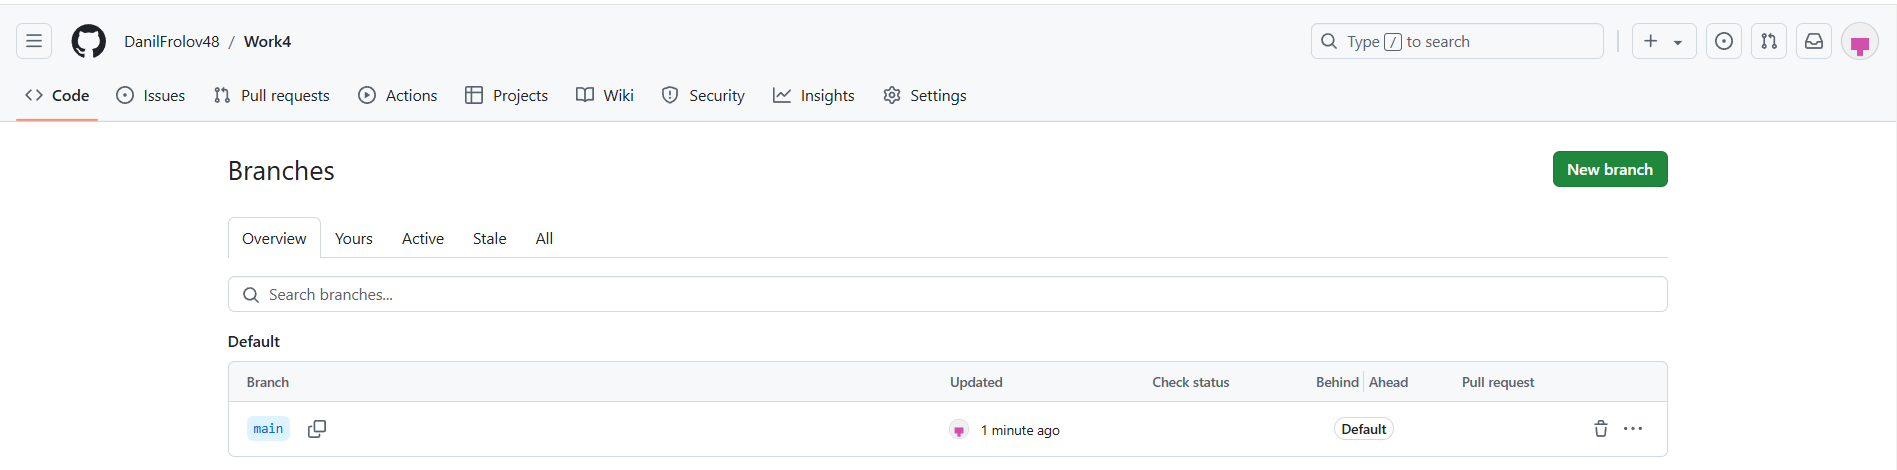 DanilFrolov48 / Work4 Type / to search
Code Issues Pull requests Actions Projects Wiki Security Insights Settings
Branches New branch
Overview Yours Active Stale All
Search branches...
Default
Branch Updated Check status Behind Ahead Pull request
main 1 minute ago Default